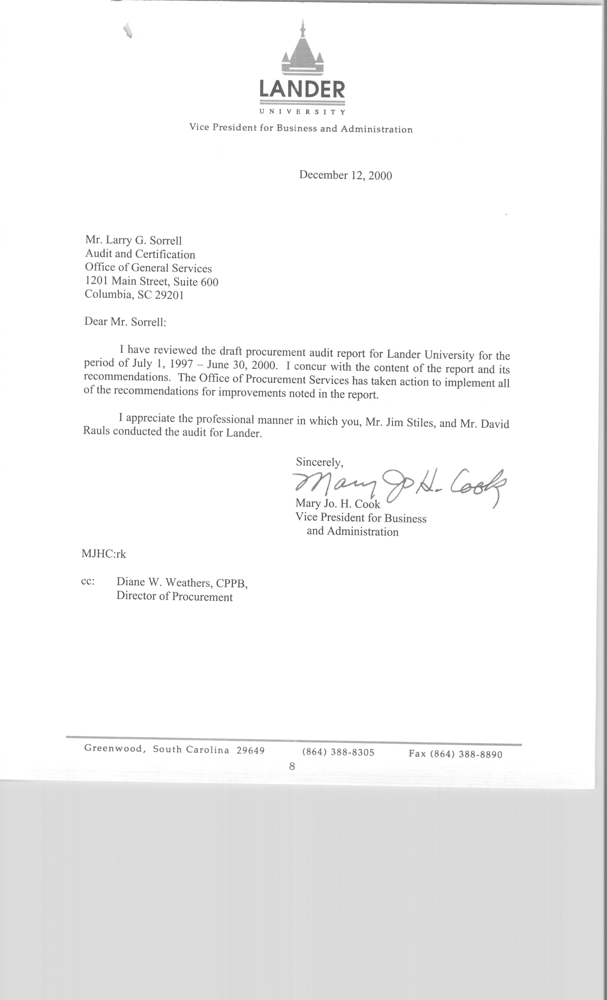 LANDER
UNIVERSITY
Vice President for Business and Administration
December 12, 2000
Mr. Larry G. Sorrell
Audit and Certification
Office of General Services
1201 Main Street, Suite 600
Columbia, SC 29201
Dear Mr. Sorrell:
I have reviewed the draft procurement audit report for Lander University for the
period of July 1, 1997 – June 30, 2000. I concur with the content of the report and its
recommendations. The Office of Procurement Services has taken action to implement all
of the recommendations for improvements noted in the report.
I appreciate the professional manner in which you, Mr. Jim Stiles, and Mr. David
Rauls conducted the audit for Lander.
Sincerely,
Mary Jo H. Cook
Mary Jo. H. Cook
Vice President for Business
and Administration
MJHC:rk
cc: Diane W. Weathers, CPPB,
Director of Procurement
Greenwood, South Carolina 29649 (864) 388-8305 Fax (864) 388-8890
8